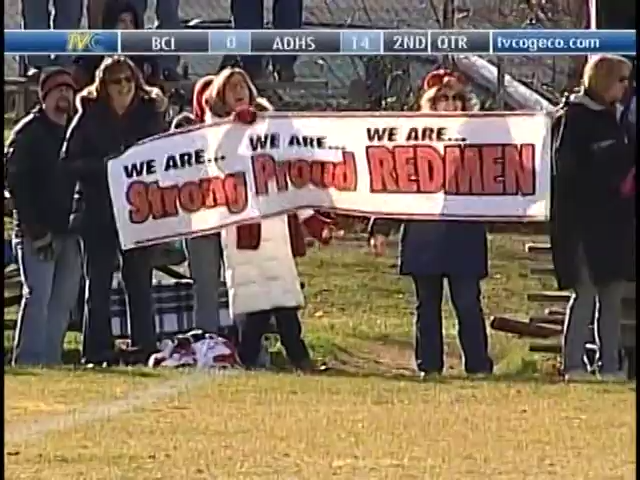 TVC BCI 0 ADHS 14 2ND QTR tvcogeco.com
WE ARE... WE ARE... WE ARE...
Strong Proud REDMEN